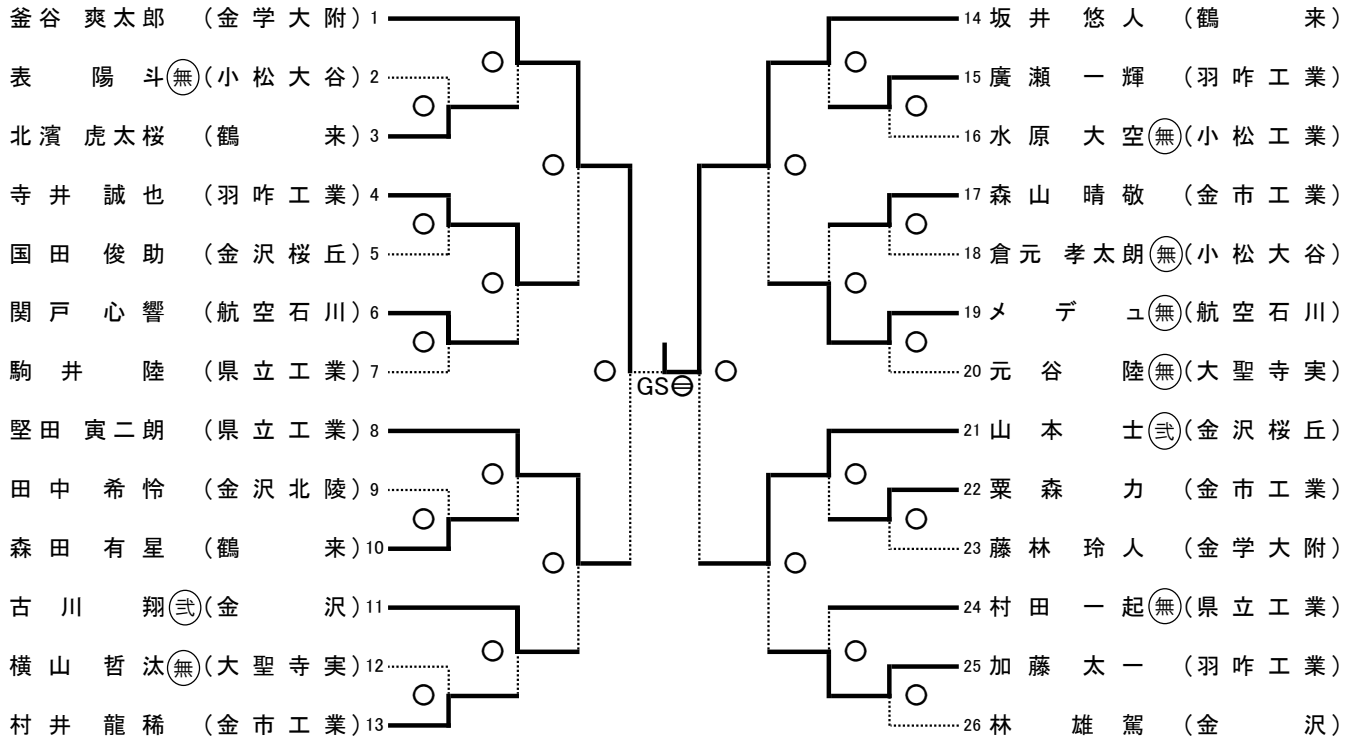 釜谷 爽太郎 (金学大附) 1
表 陽斗 無 (小松大谷) 2
北濱 虎太桜 (鶴来) 3
寺井 誠也 (羽咋工業) 4
国田 俊助 (金沢桜丘) 5
関戸 心響 (航空石川) 6
駒井 陸 (県立工業) 7
堅田 寅二朗 (県立工業) 8
田中 希怜 (金沢北陵) 9
森田 有星 (鶴来) 10
古川 翔 弐 (金沢) 11
横山 哲汰 無 (大聖寺実) 12
村井 龍稀 (金市工業) 13
GS
14 坂井 悠人 (鶴来)
15 廣瀬 一輝 (羽咋工業)
16 水原 大空 無 (小松工業)
17 森山 晴敬 (金市工業)
18 倉元 孝太朗 無 (小松大谷)
19 メデュ 無 (航空石川)
20 元谷 陸 無 (大聖寺実)
21 山本 士 弐 (金沢桜丘)
22 粟森 力 (金市工業)
23 藤林 玲人 (金学大附)
24 村田 一起 無 (県立工業)
25 加藤 太一 (羽咋工業)
26 林 雄駕 (金沢)